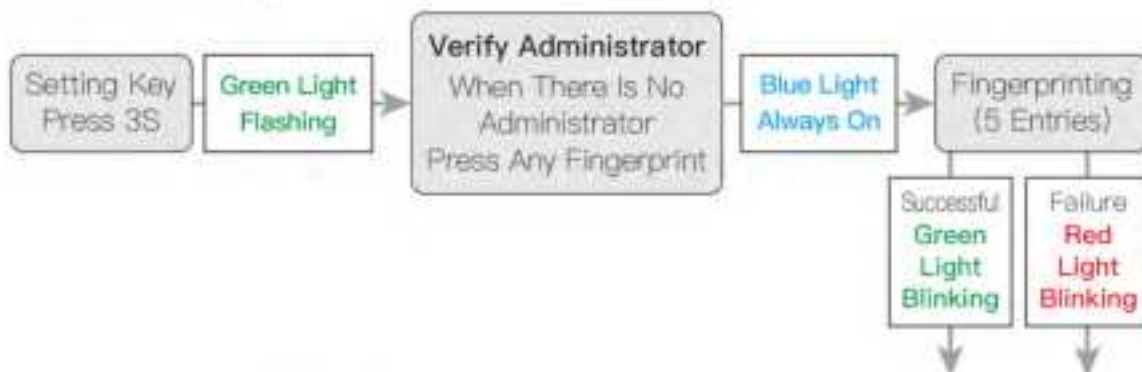 Setting Key
Press 3S
Green Light
Flashing
Verify Administrator
When There Is No
Administrator
Press Any Fingerprint
Blue Light
Always On
Fingerprinting
(5 Entries)
Successful
Green
Light
Blinking
Failure
Red
Light
Blinking